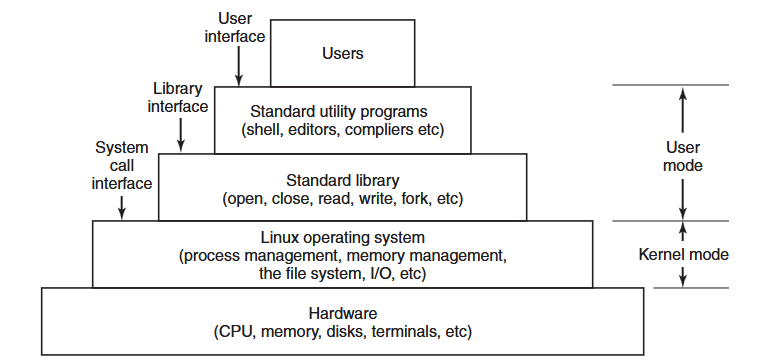 User
interface
Users
Library
interface
Standard utility programs
(shell, editors, compliers etc)
System
call
interface
User
mode
Standard library
(open, close, read, write, fork, etc)
Linux operating system
(process management, memory management,
the file system, I/O, etc)
Kernel mode
Hardware
(CPU, memory, disks, terminals, etc)